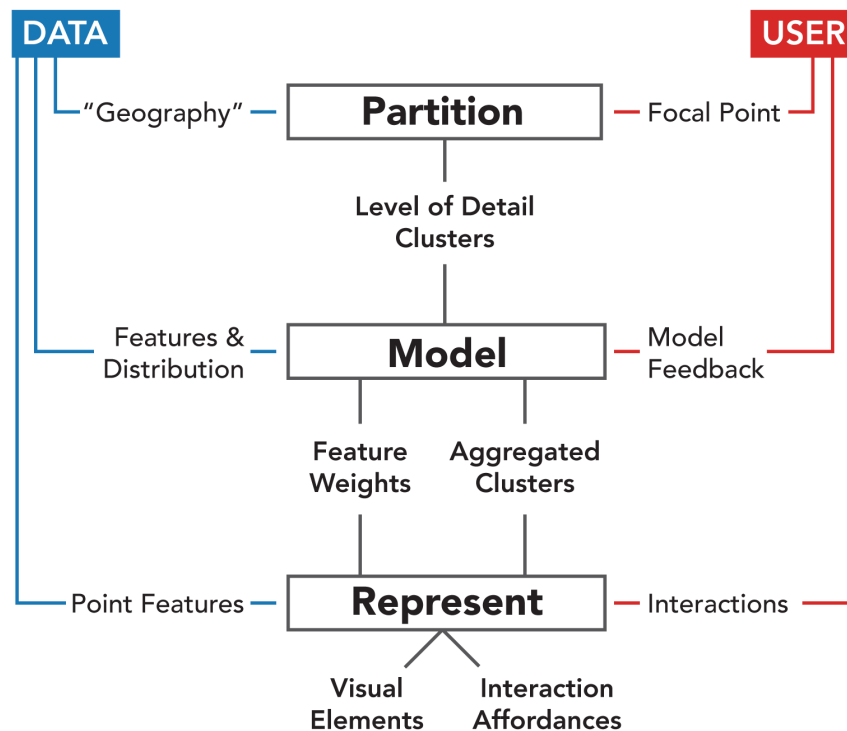 DATA
USER
“Geography”
Partition
Focal Point
Level of Detail
Clusters
Features &
Distribution
Model
Model
Feedback
Feature
Weights
Aggregated
Clusters
Point Features
Represent
Interactions
Visual
Elements
Interaction
Affordances